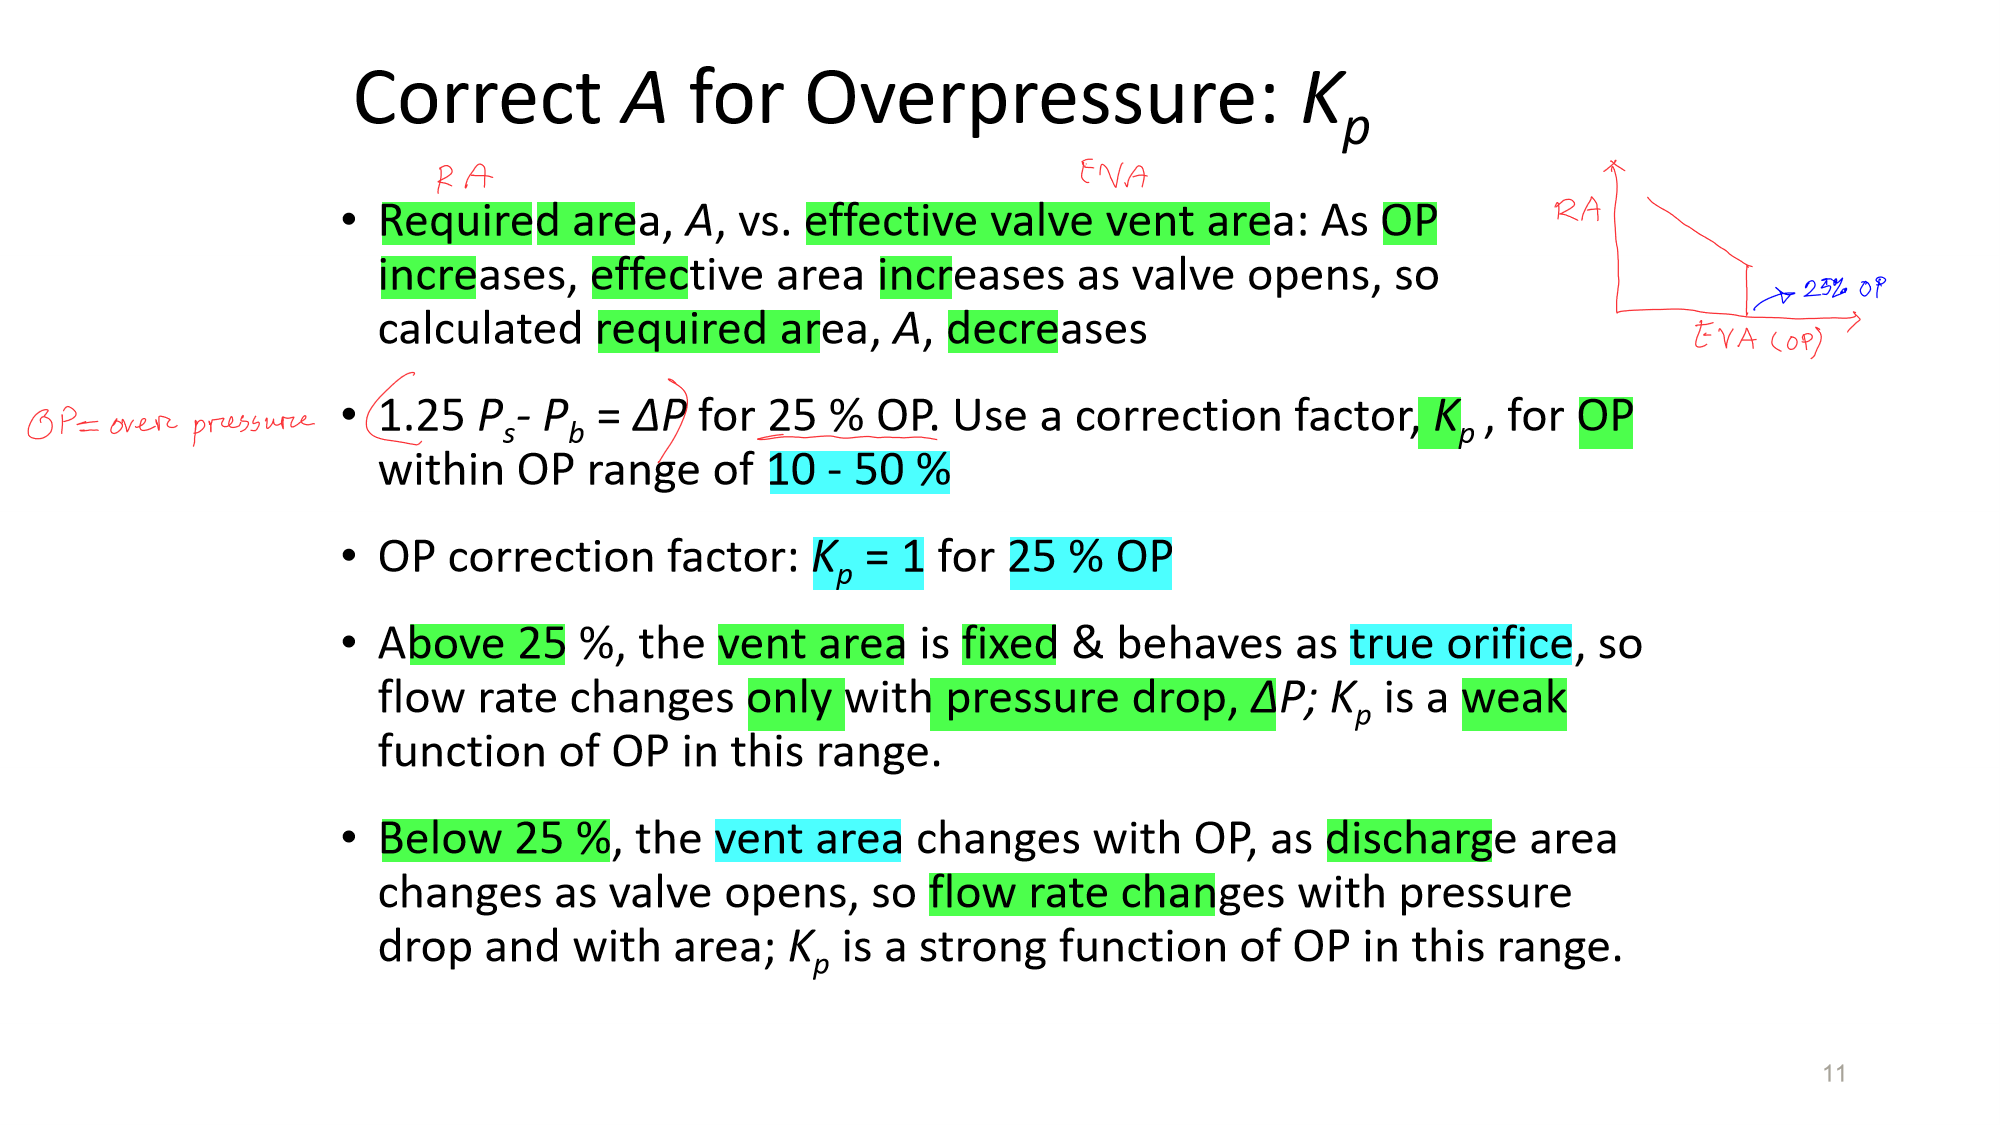 Correct A for Overpressure: Kp
RA
EVA
• Required area, A, vs. effective valve vent area: As OP
increases, effective area increases as valve opens, so
calculated required area, A, decreases
RA
25% OP
EVA (OP)
OP = over pressure
• 1.25 Ps- Pb = ΔP for 25 % OP. Use a correction factor, Kp , for OP
within OP range of 10 - 50 %
• OP correction factor: Kp = 1 for 25 % OP
• Above 25 %, the vent area is fixed & behaves as true orifice, so
flow rate changes only with pressure drop, ΔP; Kp is a weak
function of OP in this range.
• Below 25 %, the vent area changes with OP, as discharge area
changes as valve opens, so flow rate changes with pressure
drop and with area; Kp is a strong function of OP in this range.
11